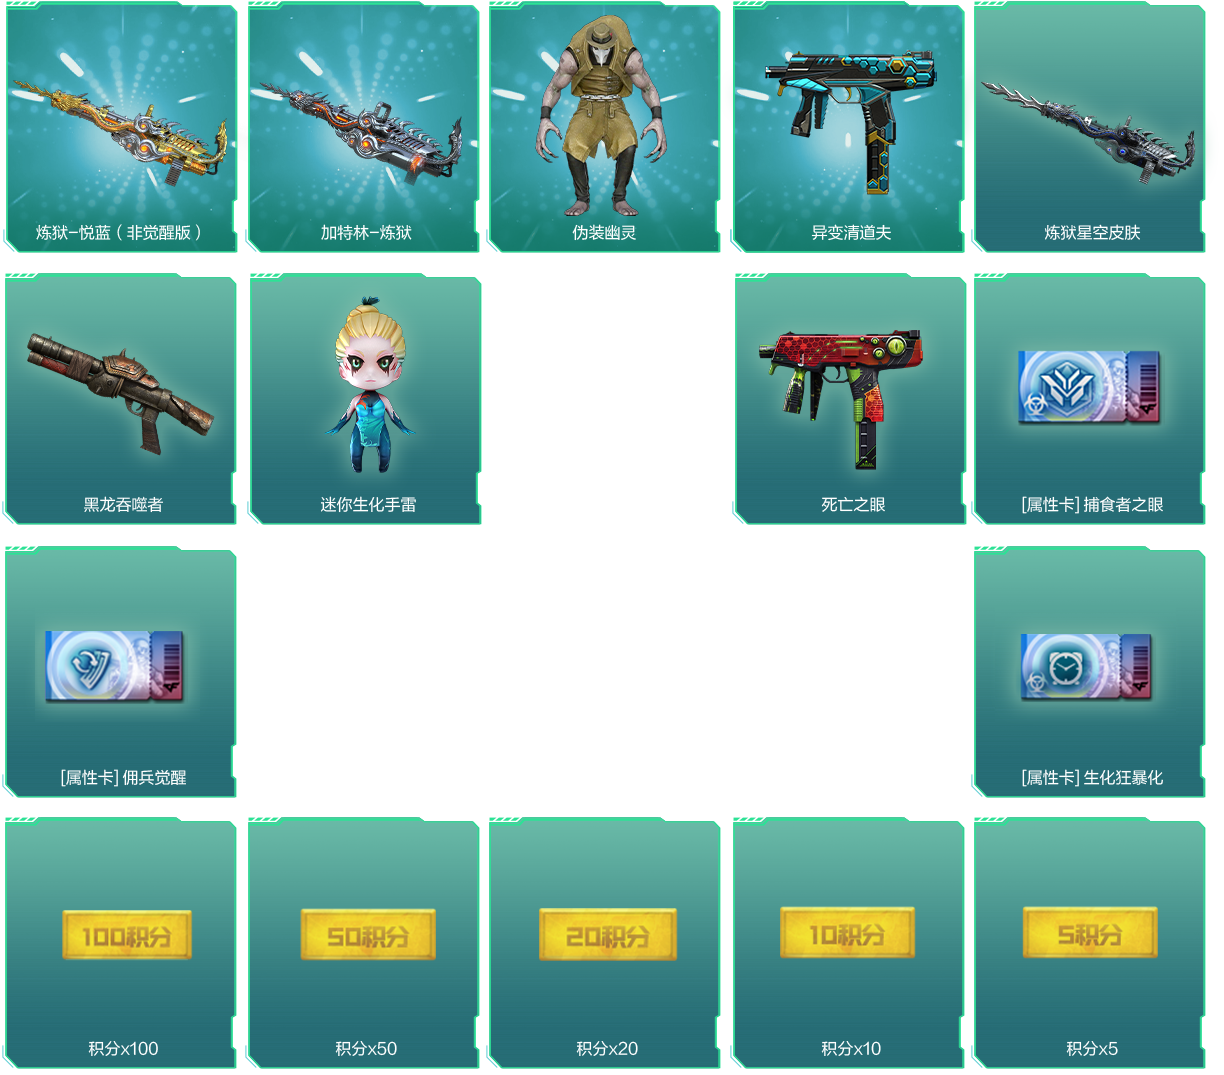 炼狱-悦蓝（非觉醒版）
加特林-炼狱
伪装幽灵
异变清道夫
炼狱星空皮肤
黑龙吞噬者
迷你生化手雷
死亡之眼
[属性卡] 捕食者之眼
[属性卡] 佣兵觉醒
[属性卡] 生化狂暴化
100积分
50积分
20积分
10积分
5积分
积分x100
积分x50
积分x20
积分x10
积分x5